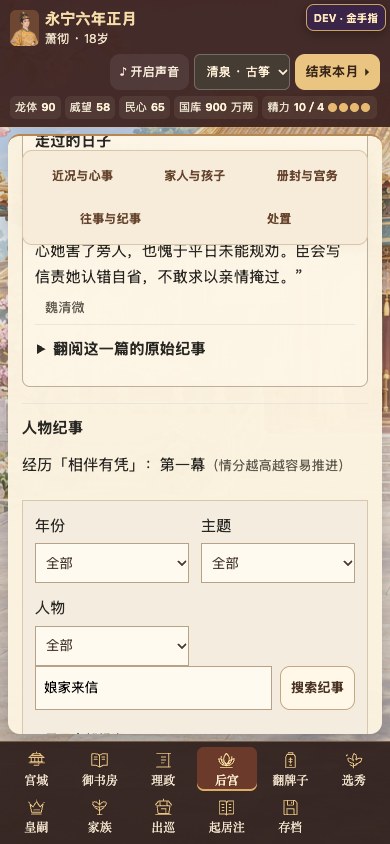 永宁六年正月
萧彻 · 18岁
DEV · 金手指
♪ 开启声音
清泉 · 古筝
结束本月
龙体 90
威望 58
民心 65
国库 900 万两
精力 10 / 4
走过的日子
近况与心事
家人与孩子
册封与宫务
往事与纪事
处置
心她害了旁人，也愧于平日未能规劝。臣会写
信责她认错自省，不敢求以亲情掩过。”
魏清微
▶ 翻阅这一篇的原始纪事
人物纪事
经历「相伴有凭」：第一幕（情分越高越容易推进）
年份
主题
全部
全部
人物
全部
娘家来信
搜索纪事
宫城
御书房
理政
后宫
翻牌子
选秀
皇嗣
家族
出巡
起居注
存档